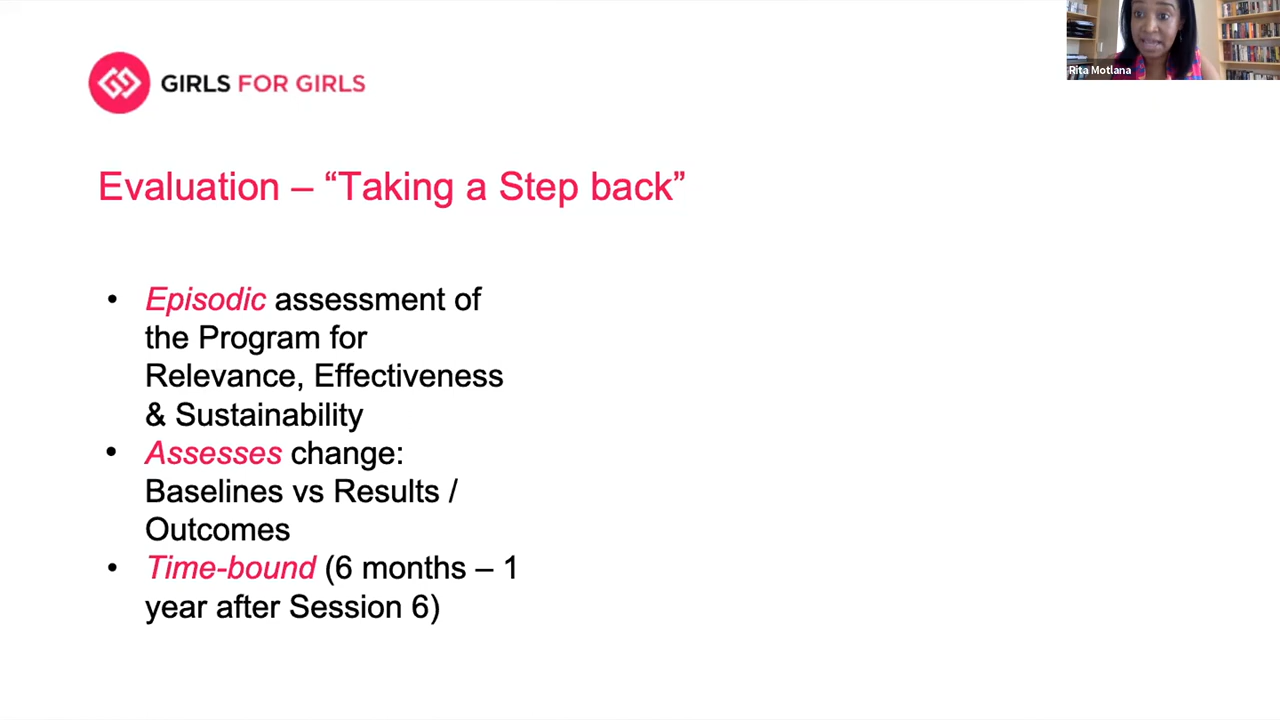 Rita Motlana
GIRLS FOR GIRLS
Evaluation – “Taking a Step back”
• Episodic assessment of
the Program for
Relevance, Effectiveness
& Sustainability
• Assesses change:
Baselines vs Results /
Outcomes
• Time-bound (6 months – 1
year after Session 6)